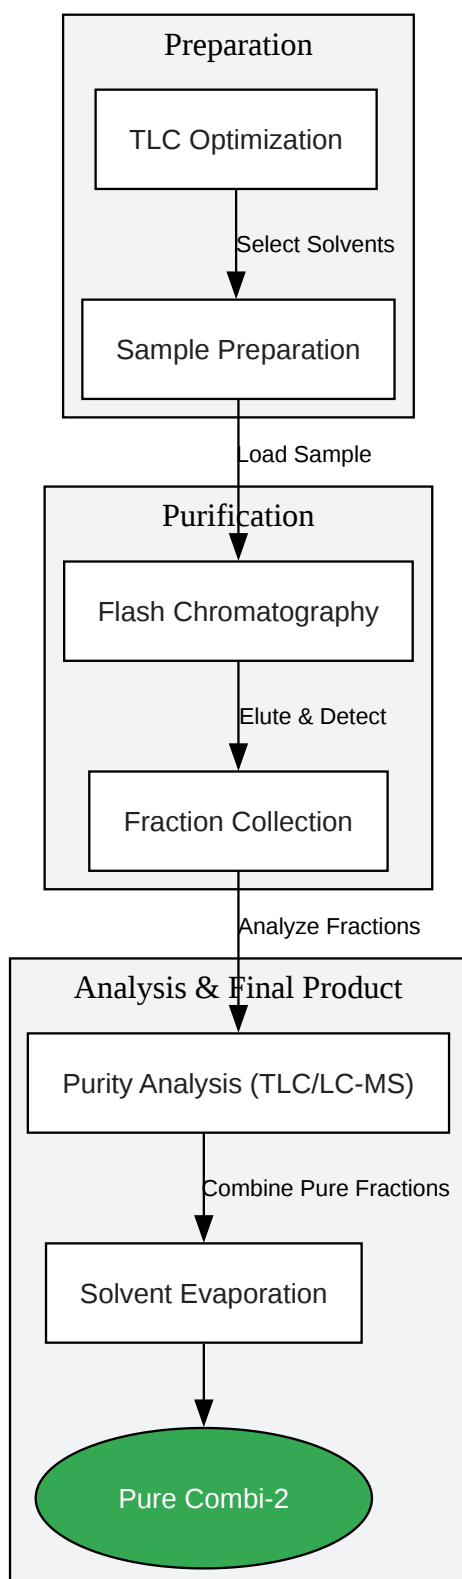 Preparation
TLC Optimization
Select Solvents
Sample Preparation
Load Sample
Purification
Flash Chromatography
Elute & Detect
Fraction Collection
Analyze Fractions
Analysis & Final Product
Purity Analysis (TLC/LC-MS)
Combine Pure Fractions
Solvent Evaporation
Pure Combi-2